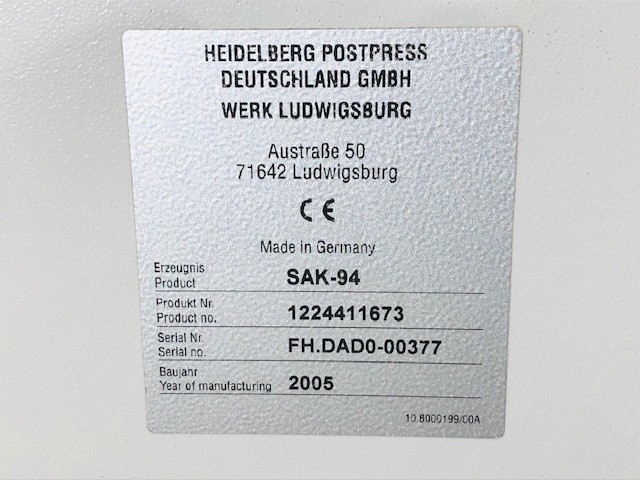 HEIDELBERG POSTPRESS
DEUTSCHLAND GMBH
WERK LUDWIGSBURG
Austraße 50
71642 Ludwigsburg
CE
Made in Germany
Erzeugnis
Product SAK-94
Produkt Nr.
Product no. 1224411673
Serial Nr.
Serial no. FH.DAD0-00377
Baujahr
Year of manufacturing 2005
10.8000199/00A